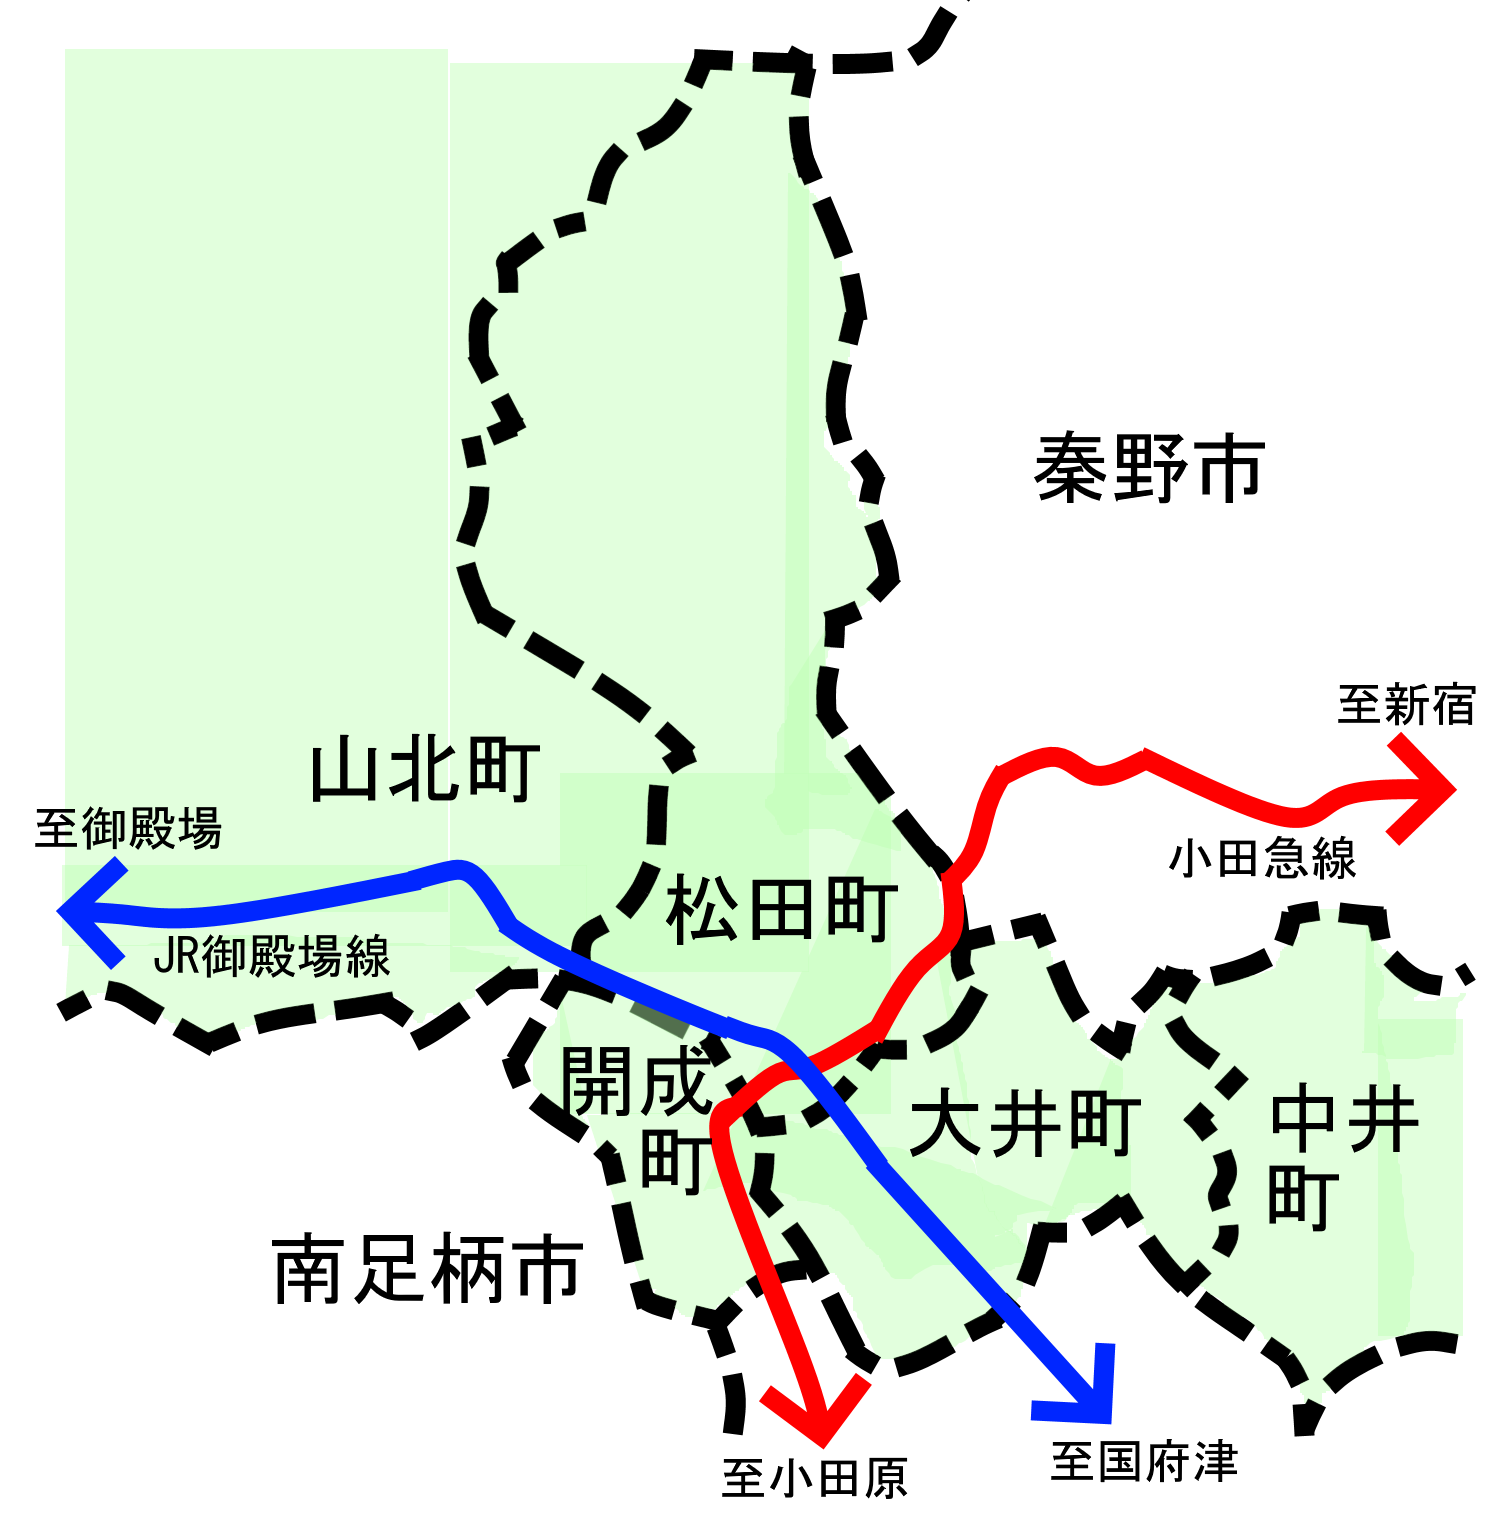 秦野市
至新宿
山北町
至御殿場
小田急線
松田町
JR御殿場線
開成
町
大井町
中井
町
南足柄市
至国府津
至小田原